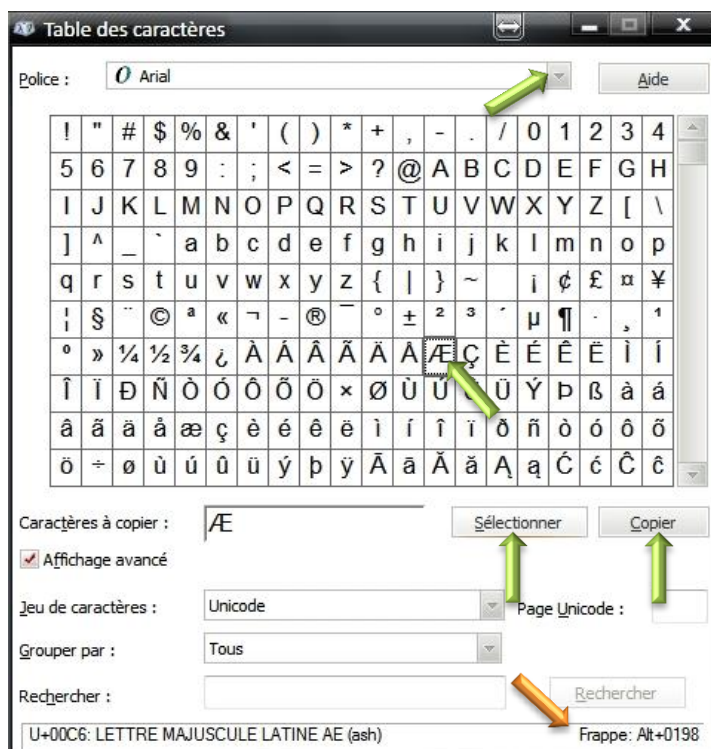 Table des caractères
Police : O Arial Aide
! " # $ % & ' ( ) * + , - . / 0 1 2 3 4
5 6 7 8 9 : ; < = > ? @ A B C D E F G H
I J K L M N O P Q R S T U V W X Y Z [ \
] ^ _ ` a b c d e f g h i j k l m n o p
q r s t u v w x y z { | } ~ ¡ ¢ £ ¤ ¥
¦ § ¨ © ª « ¬ - ® ¯ ° ± ² ³ ´ µ ¶ · ¸ ¹
º » ¼ ½ ¾ ¿ À Á Â Ã Ä Å Æ Ç È É Ê Ë Ì Í
Î Ï Ð Ñ Ò Ó Ô Õ Ö × Ø Ù Ú Ü Ý Þ ß à á
â ã ä å æ ç è é ê ë ì í î ï ð ñ ò ó ô õ
ö ÷ ø ù ú û ü ý þ ÿ Ā ā Ă ă Ą ą Ć ć Ĉ ĉ
Caractères à copier : Æ Sélectionner Copier
Affichage avancé
Jeu de caractères : Unicode Page Unicode :
Grouper par : Tous
Rechercher : Rechercher
U+00C6: LETTRE MAJUSCULE LATINE AE (ash) Frappe: Alt+0198